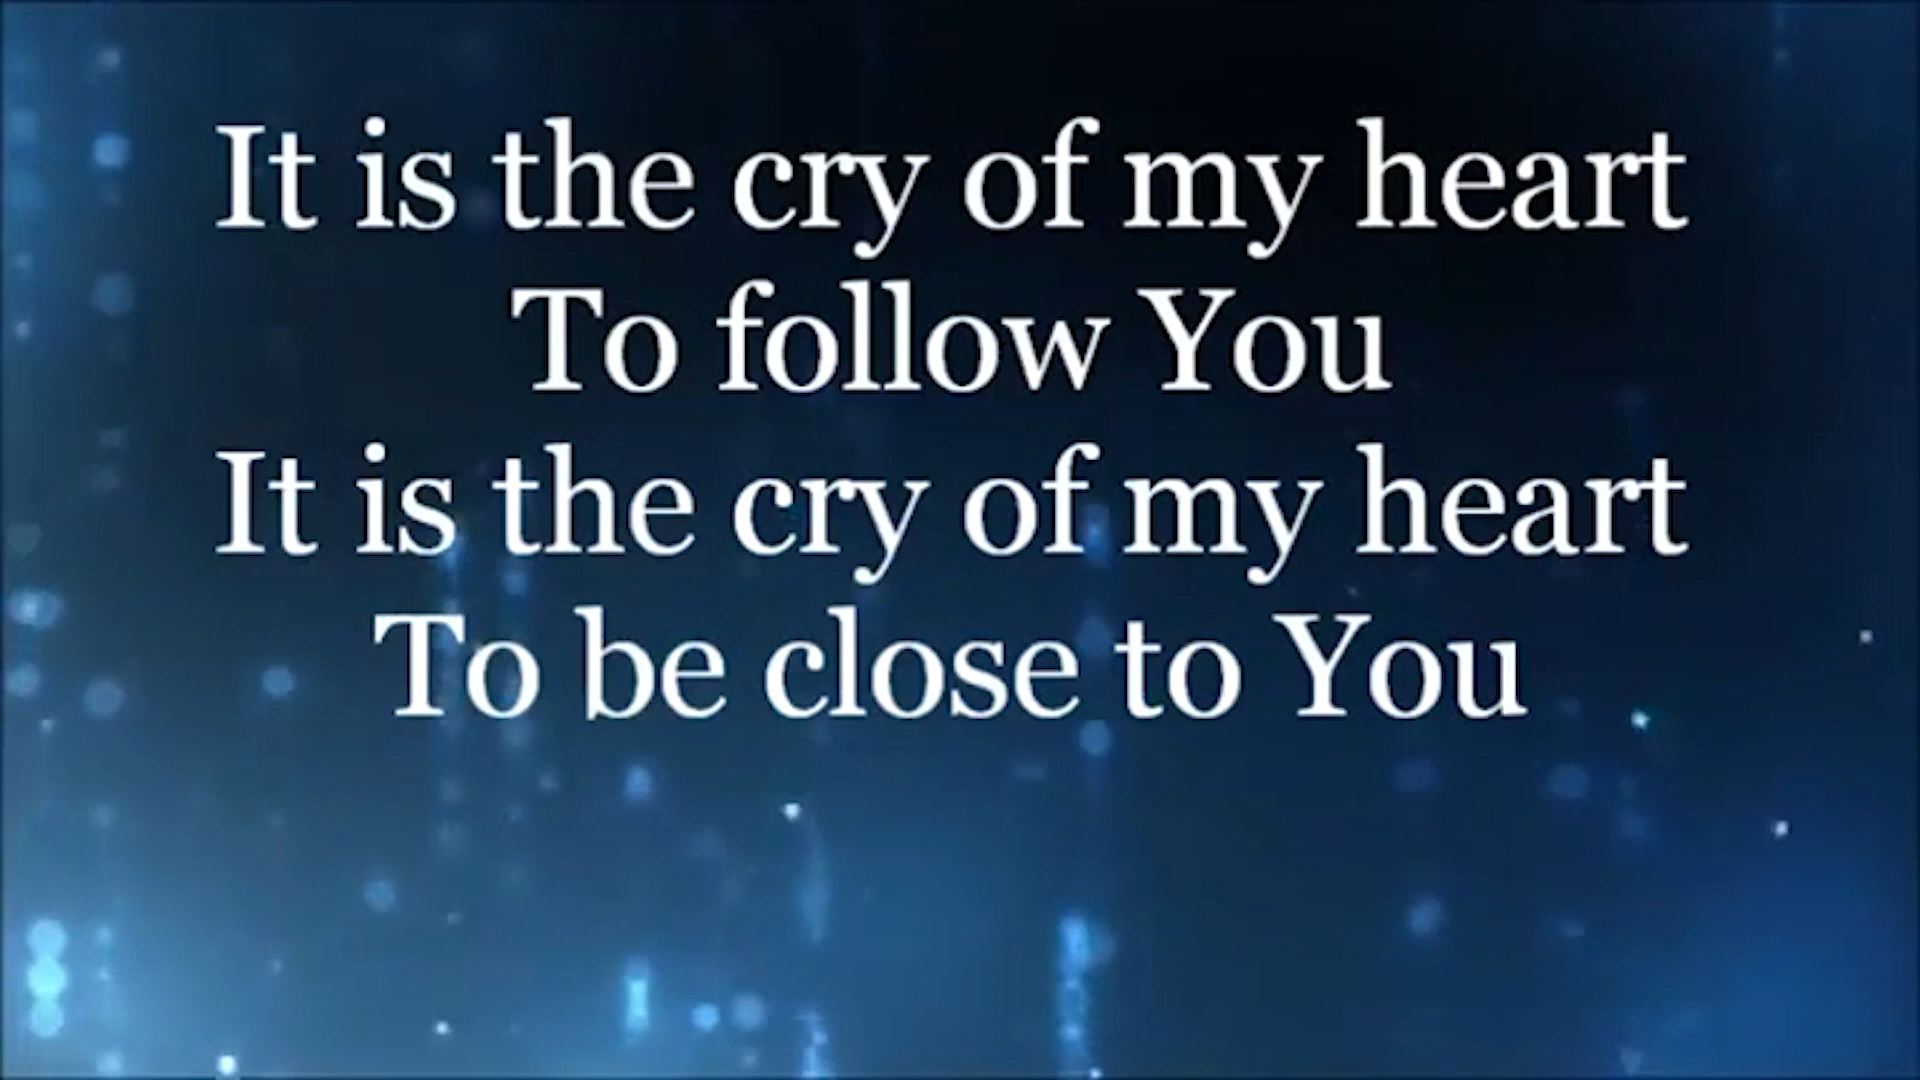 It is the cry of my heart
To follow You
It is the cry of my heart
To be close to You